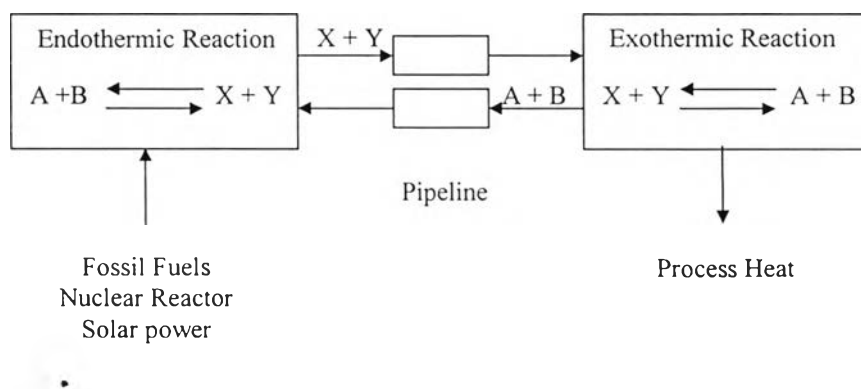 Endothermic Reaction
A +B X + Y
X + Y
A + B
Exothermic Reaction
X + Y A + B
Pipeline
Fossil Fuels
Nuclear Reactor
Solar power
Process Heat